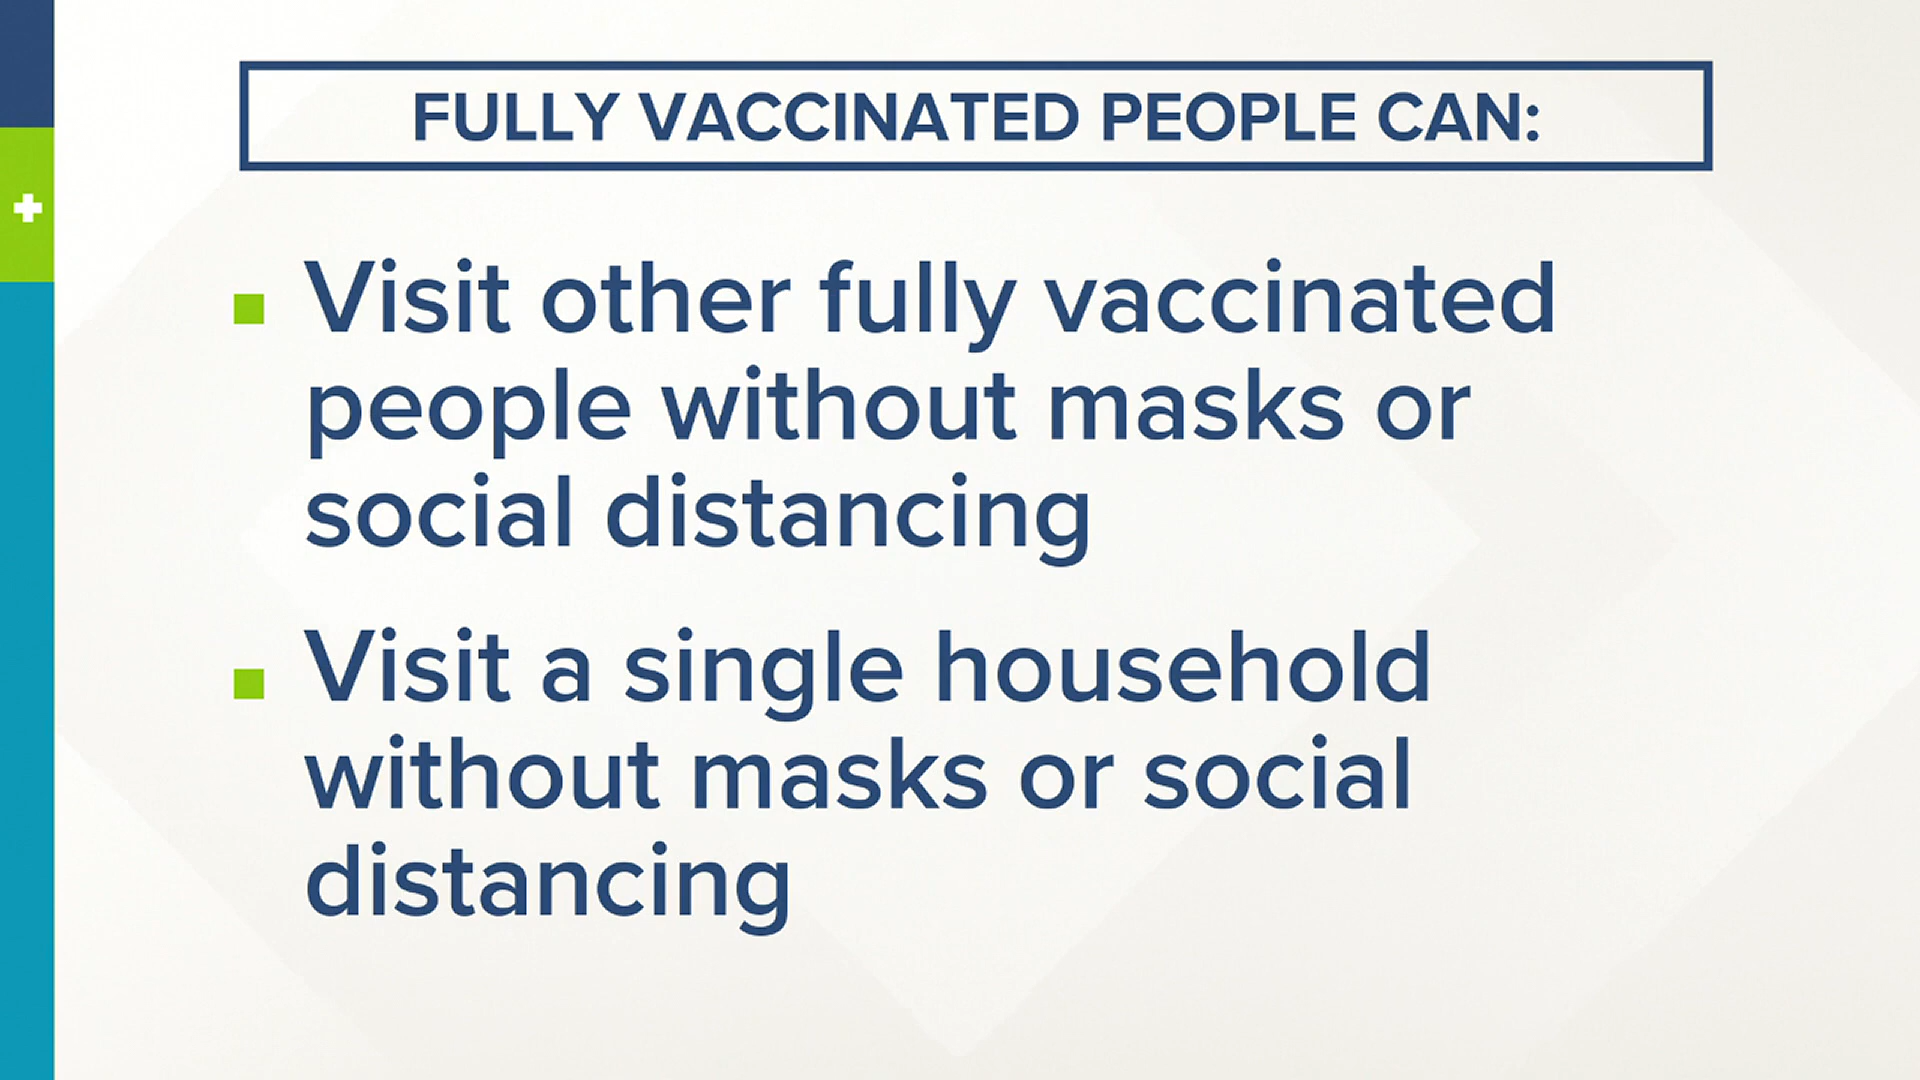 FULLY VACCINATED PEOPLE CAN:
Visit other fully vaccinated
people without masks or
social distancing
Visit a single household
without masks or social
distancing